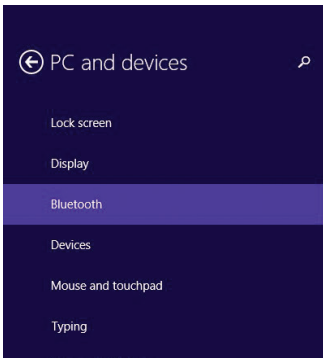 PC and devices
Lock screen
Display
Bluetooth
Devices
Mouse and touchpad
Typing